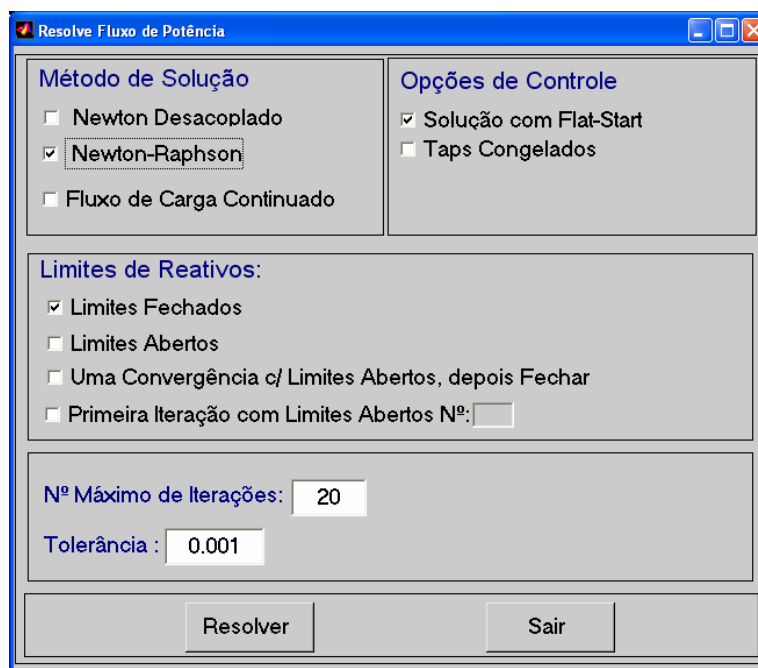 Resolve Fluxo de Potência
Método de Solução
Newton Desacoplado
Newton-Raphson
Fluxo de Carga Continuado
Opções de Controle
Solução com Flat-Start
Taps Congelados
Limites de Reativos:
Limites Fechados
Limites Abertos
Uma Convergência c/ Limites Abertos, depois Fechar
Primeira Iteração com Limites Abertos Nº:
Nº Máximo de Iterações: 20
Tolerância : 0.001
Resolver Sair